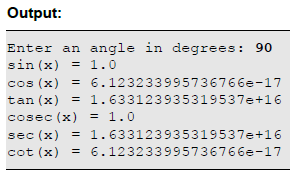 Output:
Enter an angle in degrees: 90
sin(x) = 1.0
cos(x) = 6.123233995736766e-17
tan(x) = 1.633123935319537e+16
cosec(x) = 1.0
sec(x) = 1.633123935319537e+16
cot(x) = 6.123233995736766e-17